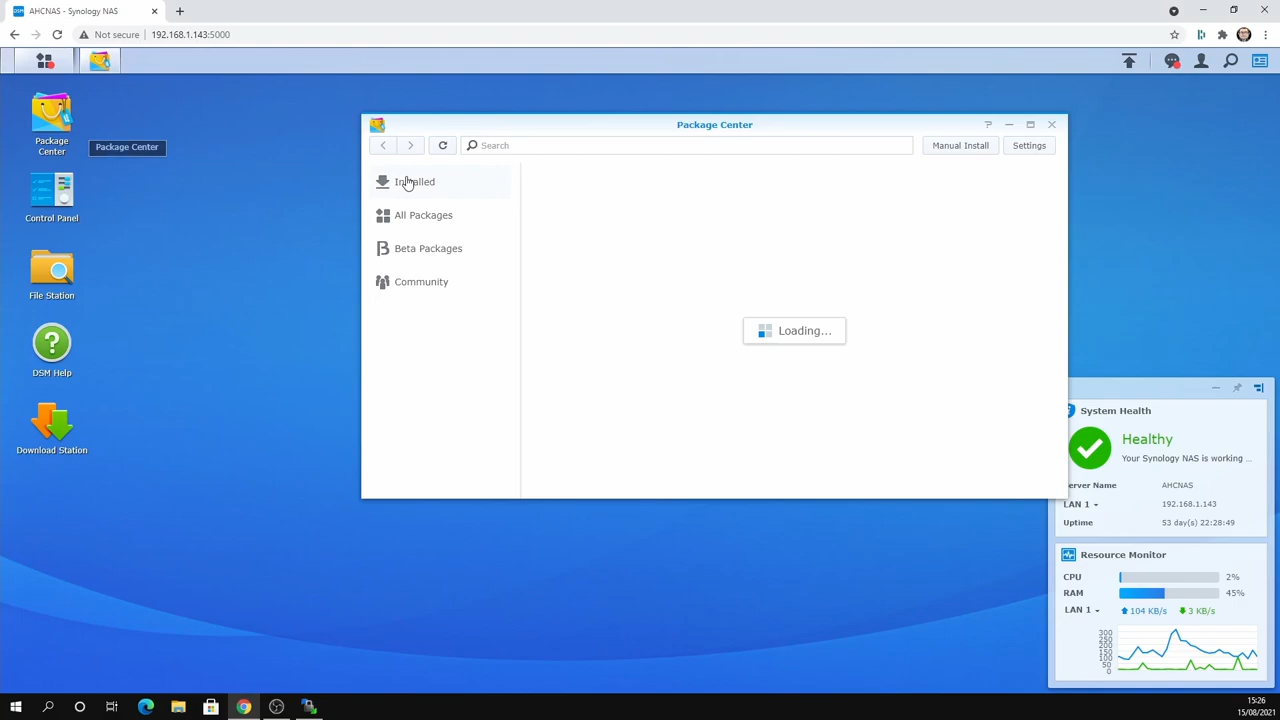 AHCNAS - Synology NAS
Not secure
192.168.1.143:5000
Package Center
Package Center
Control Panel
File Station
DSM Help
Download Station
Package Center
Search
Manual Install
Settings
Installed
All Packages
Beta Packages
Community
Loading...
System Health
Healthy
Your Synology NAS is working ...
erver Name AHCNAS
LAN 1 192.168.1.143
Uptime 53 day(s) 22:28:49
Resource Monitor
CPU 2%
RAM 45%
LAN 1 104 KB/s 3 KB/s
300
250
200
150
100
50
0
15:26
15/08/2021